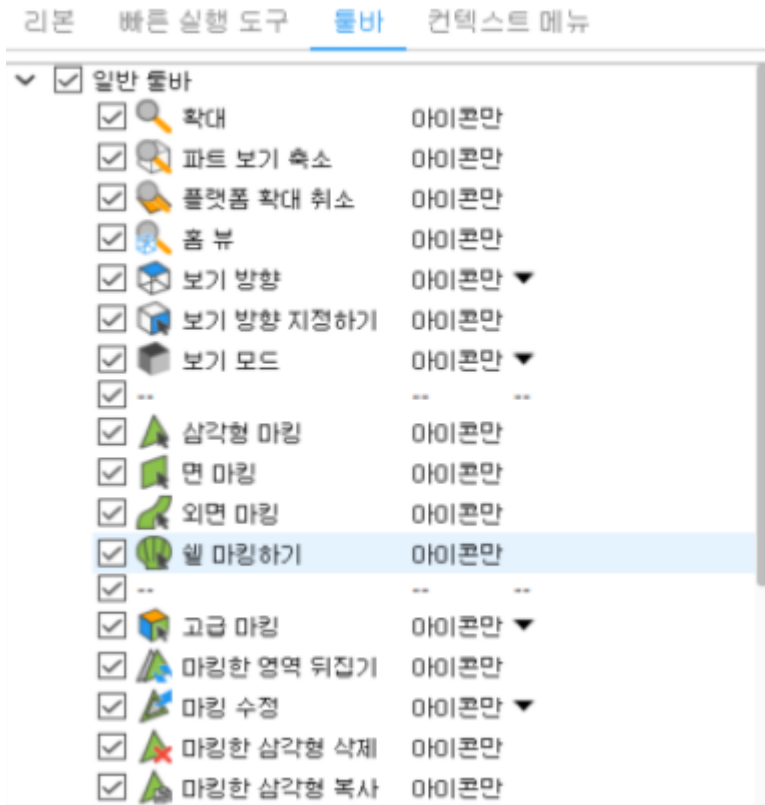 리본 빠른 실행 도구 툴바 컨텍스트 메뉴
일반 툴바
확대 아이콘만
파트 보기 축소 아이콘만
플랫폼 확대 취소 아이콘만
홈 뷰 아이콘만
보기 방향 아이콘만
보기 방향 지정하기 아이콘만
보기 모드 아이콘만
-- -- --
삼각형 마킹 아이콘만
면 마킹 아이콘만
외면 마킹 아이콘만
쉘 마킹하기 아이콘만
-- -- --
고급 마킹 아이콘만
마킹한 영역 뒤집기 아이콘만
마킹 수정 아이콘만
마킹한 삼각형 삭제 아이콘만
마킹한 삼각형 복사 아이콘만